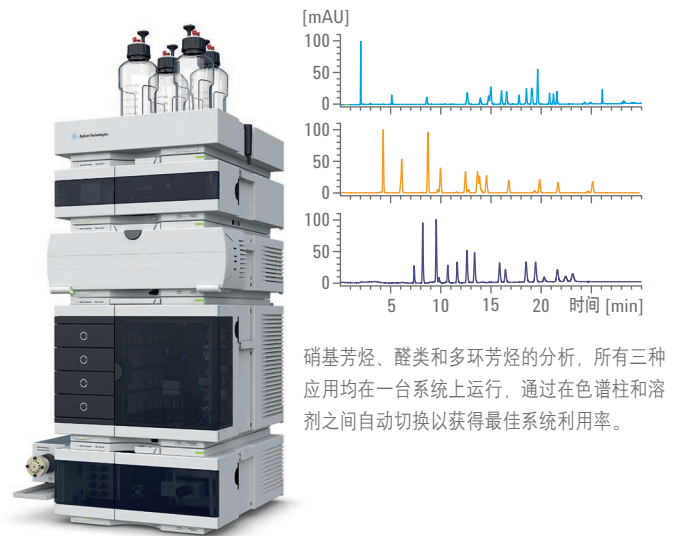 [mAU]
100
50
0
100
50
0
100
50
0
5 10 15 20 时间 [min]
Agilent Technologies
硝基芳烃、醛类和多环芳烃的分析，所有三种
应用均在一台系统上运行，通过在色谱柱和溶
剂之间自动切换以获得最佳系统利用率。